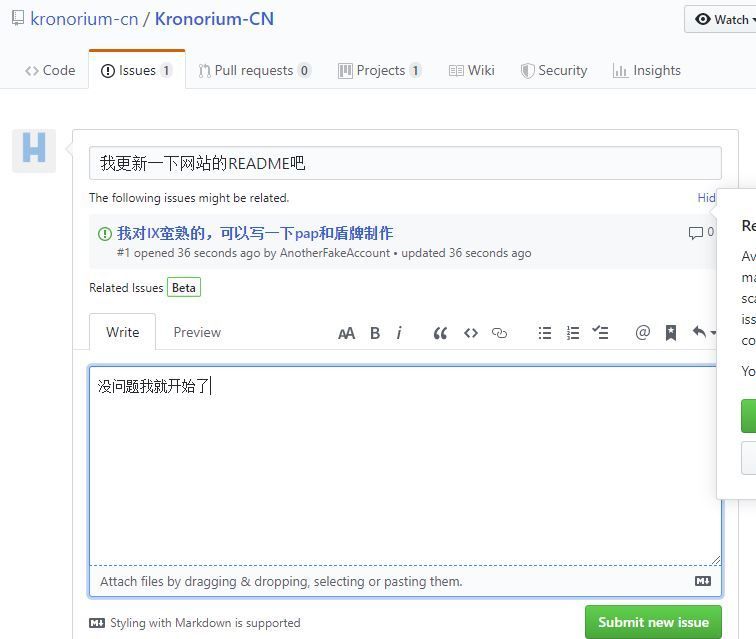 kronorium-cn / Kronorium-CN
Watch
Code
Issues 1
Pull requests 0
Projects 1
Wiki
Security
Insights
我更新一下网站的README吧
The following issues might be related.
Hid
我对IX蛮熟的，可以写一下pap和盾牌制作
0
#1 opened 36 seconds ago by AnotherFakeAccount • updated 36 seconds ago
Related Issues Beta
Write
Preview
AA B i “ <> @
没问题我就开始了
Attach files by dragging & dropping, selecting or pasting them.
Styling with Markdown is supported
Submit new issue
Re
Av
ma
sca
iss
co
Yo